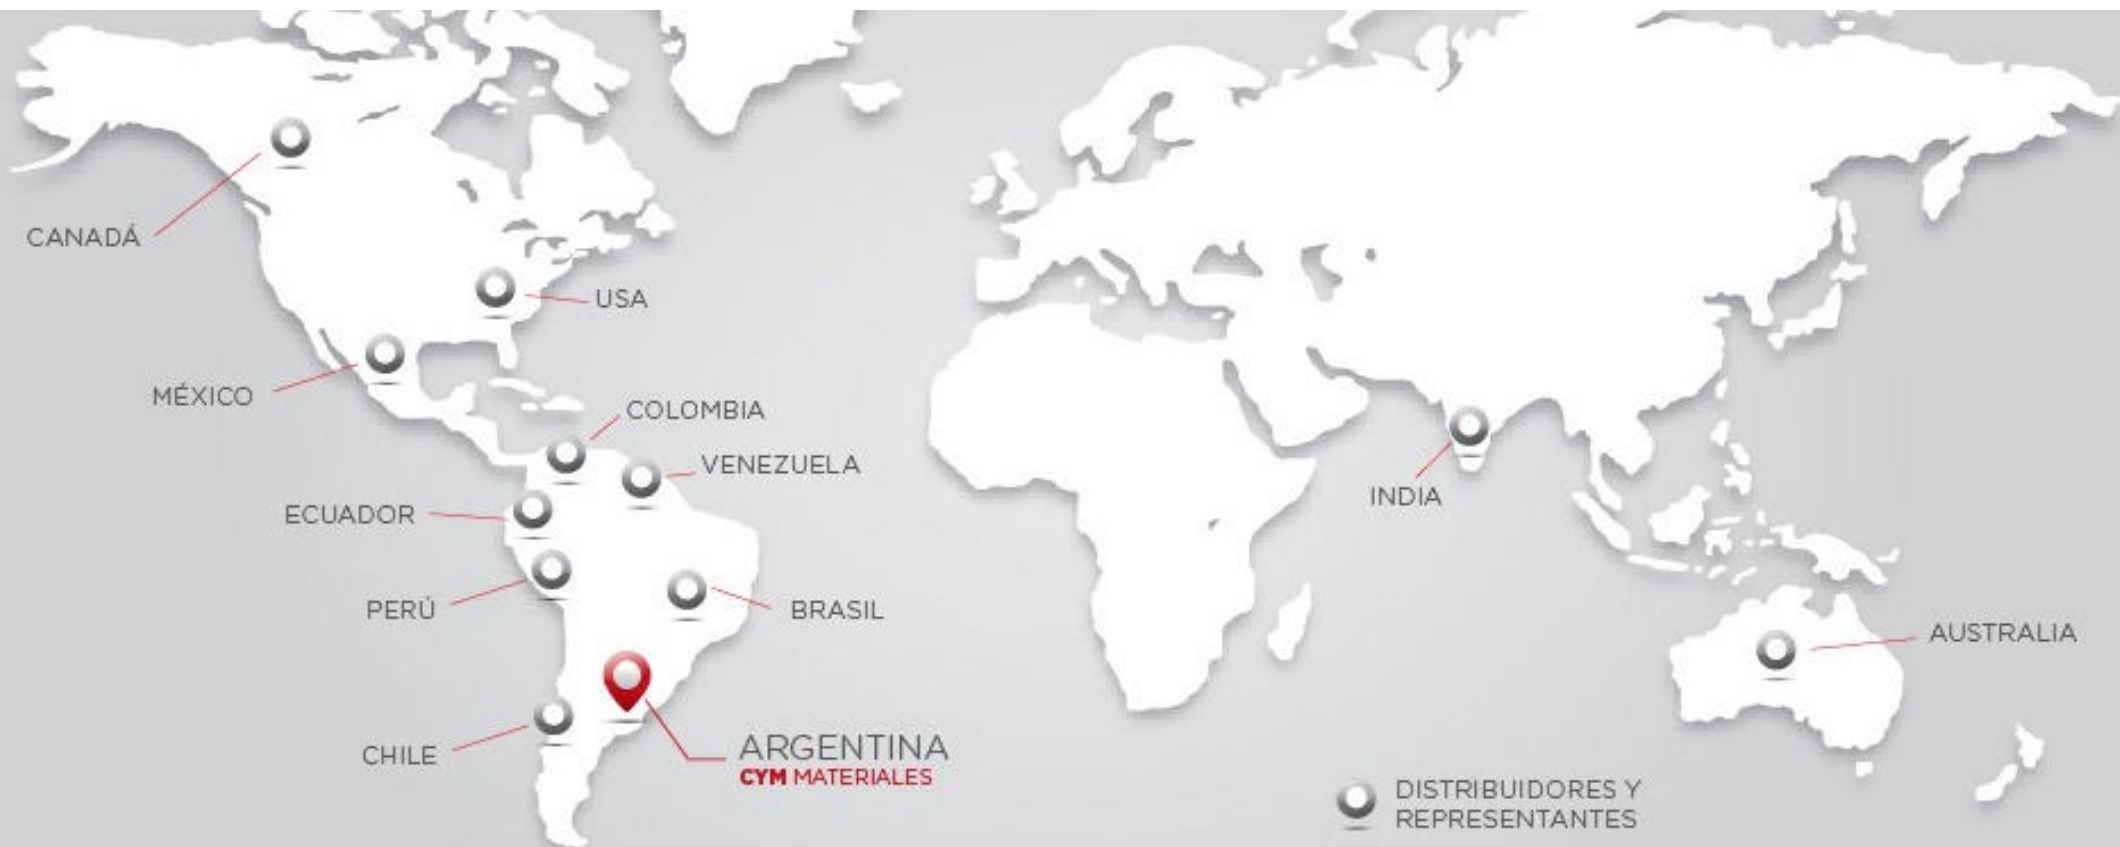 CANADÁ
USA
MÉXICO
COLOMBIA
VENEZUELA
ECUADOR
INDIA
PERÚ
BRASIL
AUSTRALIA
CHILE
ARGENTINA
CYM MATERIALES
DISTRIBUIDORES Y
REPRESENTANTES